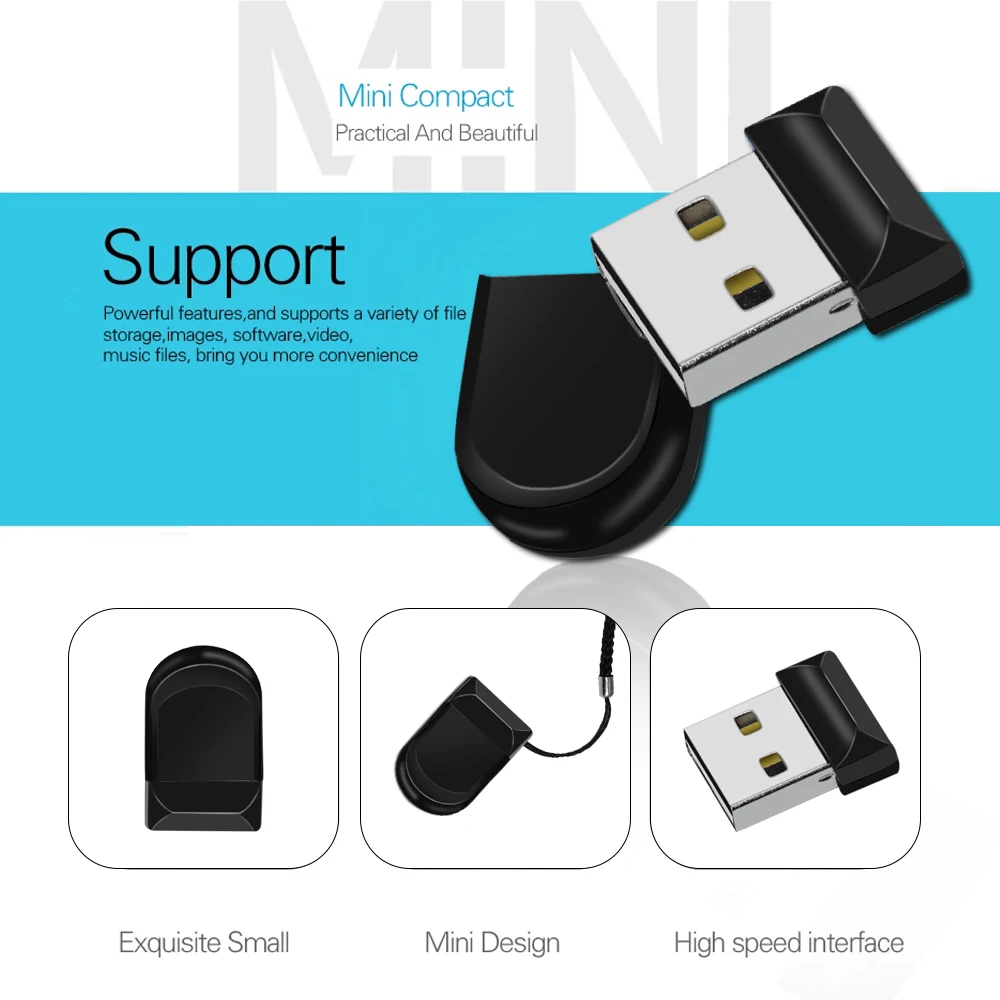 MINI
Mini Compact
Practical And Beautiful
Support
Powerful features,and supports a variety of file
storage,images, software,video,
music files, bring you more convenience
Exquisite Small
Mini Design
High speed interface